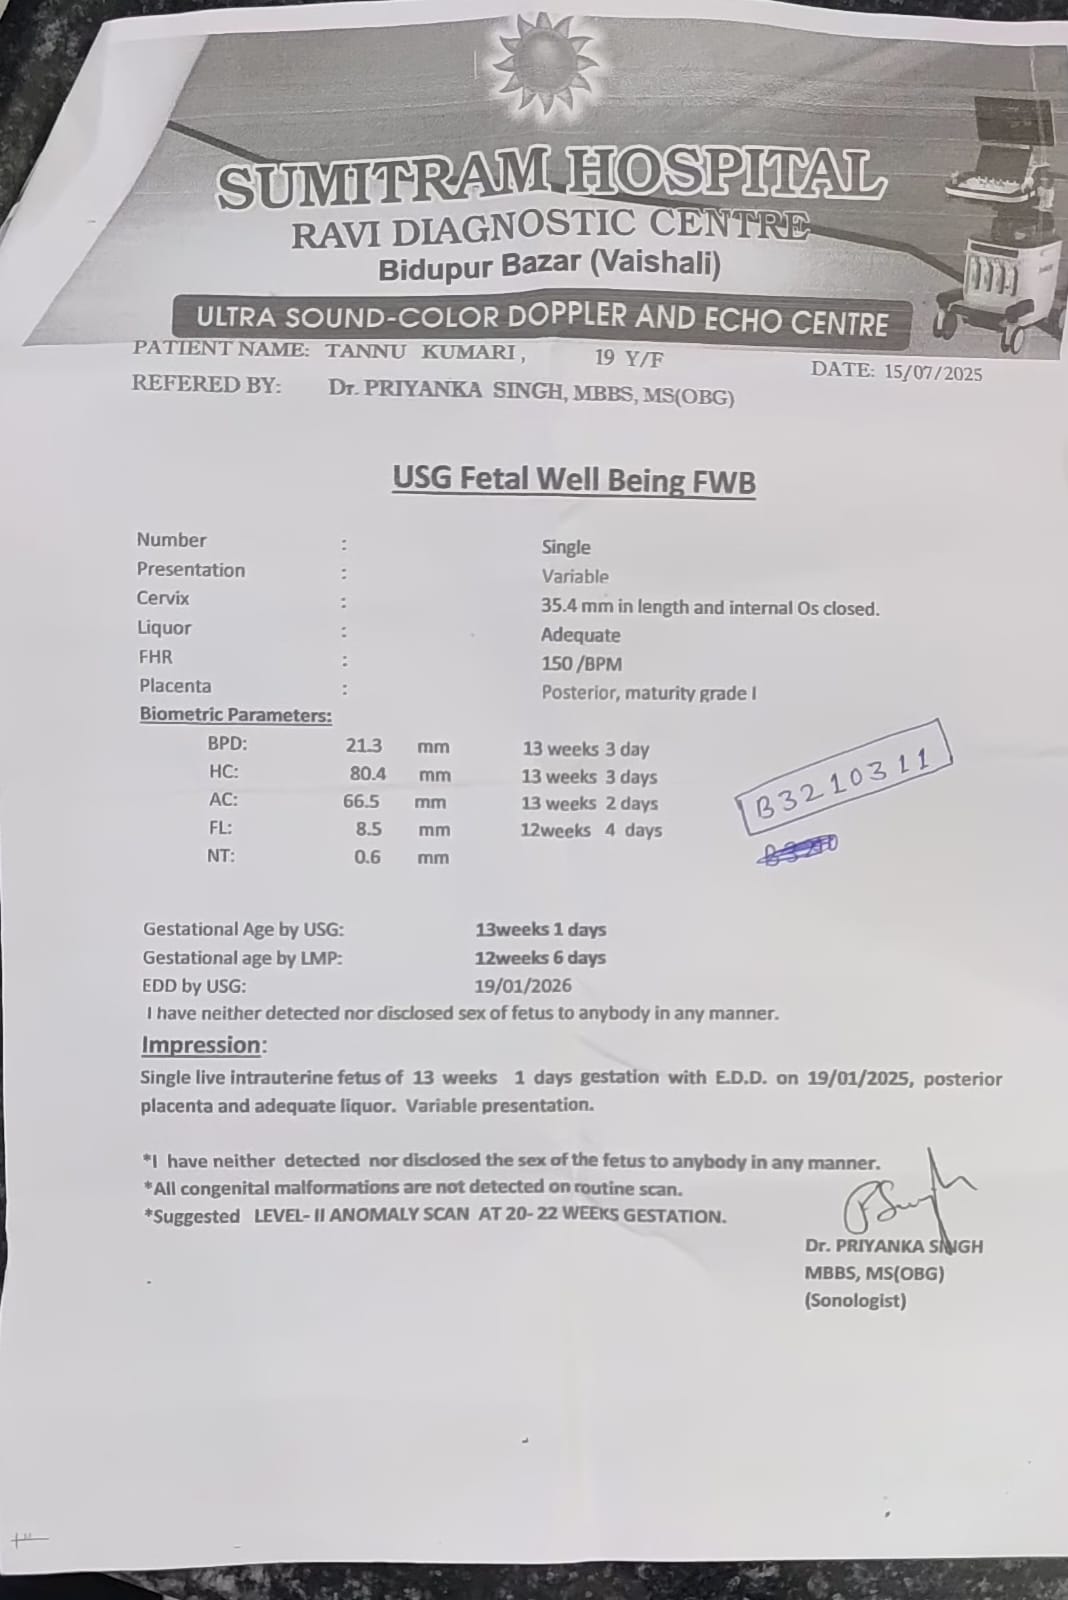 SUMITRAM HOSPITAL
RAVI DIAGNOSTIC CENTRE
Bidupur Bazar (Vaishali)
ULTRA SOUND-COLOR DOPPLER AND ECHO CENTRE
PATIENT NAME: TANNU KUMARI, 19 Y/F DATE: 15/07/2025
REFERED BY: Dr. PRIYANKA SINGH, MBBS, MS(OBG)
USG Fetal Well Being FWB
Number : Single
Presentation : Variable
Cervix : 35.4 mm in length and internal Os closed.
Liquor : Adequate
FHR : 150 /BPM
Placenta : Posterior, maturity grade I
Biometric Parameters:
BPD: 21.3 mm 13 weeks 3 day
HC: 80.4 mm 13 weeks 3 days
AC: 66.5 mm 13 weeks 2 days
FL: 8.5 mm 12weeks 4 days
NT: 0.6 mm
B3210311
Gestational Age by USG: 13weeks 1 days
Gestational age by LMP: 12weeks 6 days
EDD by USG: 19/01/2026
I have neither detected nor disclosed sex of fetus to anybody in any manner.
Impression:
Single live intrauterine fetus of 13 weeks 1 days gestation with E.D.D. on 19/01/2025, posterior
placenta and adequate liquor. Variable presentation.
*I have neither detected nor disclosed the sex of the fetus to anybody in any manner.
*All congenital malformations are not detected on routine scan.
*Suggested LEVEL- II ANOMALY SCAN AT 20- 22 WEEKS GESTATION.
Dr. PRIYANKA SINGH
MBBS, MS(OBG)
(Sonologist)